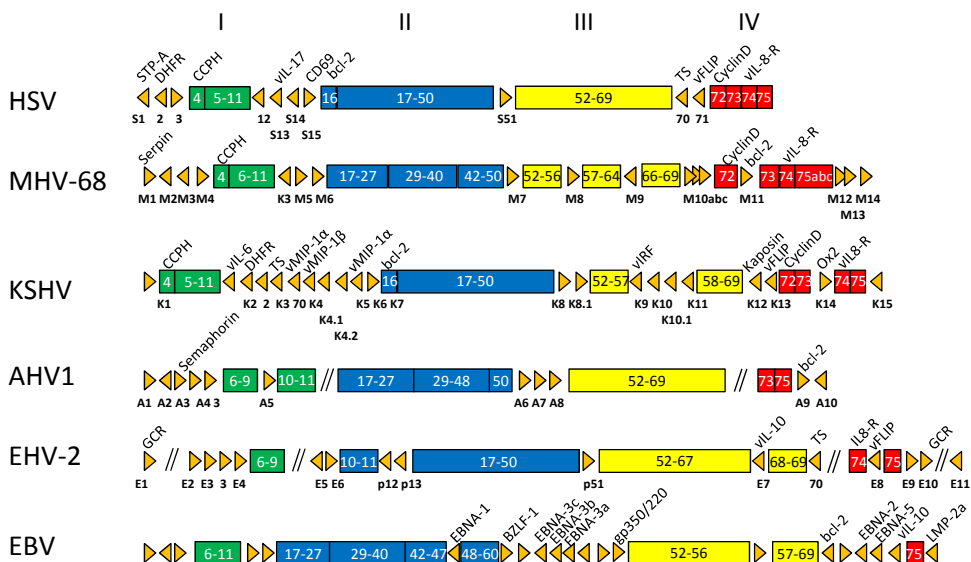 I II III IV
STP-A DHFR CCPH vIL-17 CD69 bcl-2 TS vFLIP CyclinD vIL-8-R
HSV 4 5-11 16 17-50 52-69 72 73 74 75
S1 2 3 12 S13 S14 S15 S51 70 71
Serpin CCPH CyclinD bcl-2 vIL-8-R
MHV-68 4 6-11 17-27 29-40 42-50 52-56 57-64 66-69 72 73 74 75abc
M1 M2 M3 M4 K3 M5 M6 M7 M8 M9 M10abc M11 M12 M13 M14
CCPH vIL-6 DHFR TS vMIP-1α vMIP-1β vMIP-1α bcl-2 vIRF Kaposin vFLIP CyclinD Ox2 vIL8-R
KSHV 4 5-11 16 17-50 52-57 58-69 72 73 74 75
K1 K2 2 K3 70 K4 K4.1 K4.2 K5 K6 K7 K8 K8.1 K9 K10 K10.1 K11 K12 K13 K14 K15
Semaphorin bcl-2
AHV1 6-9 10-11 // 17-27 29-48 50 52-69 // 73 75
A1 A2 A3 A4 3 A5 A6 A7 A8 A9 A10
GCR vIL-10 TS IL8-R vFLIP GCR
EHV-2 // 6-9 // 10-11 17-50 52-67 68-69 // 74 75 //
E1 E2 E3 3 E4 E5 E6 p12 p13 p51 E7 70 E8 E9 E10 E11
EBNA-1 BZLF-1 EBNA-3c EBNA-3b EBNA-3a gp350/220 bcl-2 EBNA-2 EBNA-5 vIL-10 LMP-2a
EBV 6-11 17-27 29-40 42-47 48-60 52-56 57-69 75